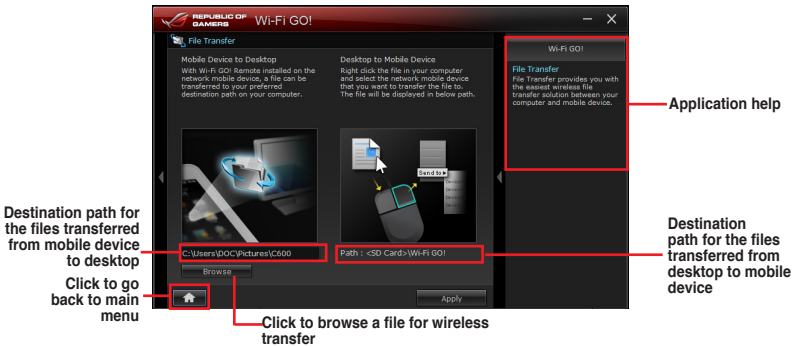 REPUBLIC OF
GAMERS
Wi-Fi GO!
File Transfer
Mobile Device to Desktop
With Wi-Fi GO! Remote installed on the
network mobile device, a file can be
transferred to your preferred
destination path on your computer.
Desktop to Mobile Device
Right click the file in your computer
and select the network mobile device
that you want to transfer the file to.
The file will be displayed in below path.
Send to
C:\Users\DOC\Pictures\C600
Path : <SD Card>\Wi-Fi GO!
Browse
Apply
Wi-Fi GO!
File Transfer
File Transfer provides you with
the easiest wireless file
transfer solution between your
computer and mobile device.
Application help
Destination path for
the files transferred
from mobile device
to desktop
Click to go
back to main
menu
Click to browse a file for wireless
transfer
Destination
path for the files
transferred from
desktop to mobile
device